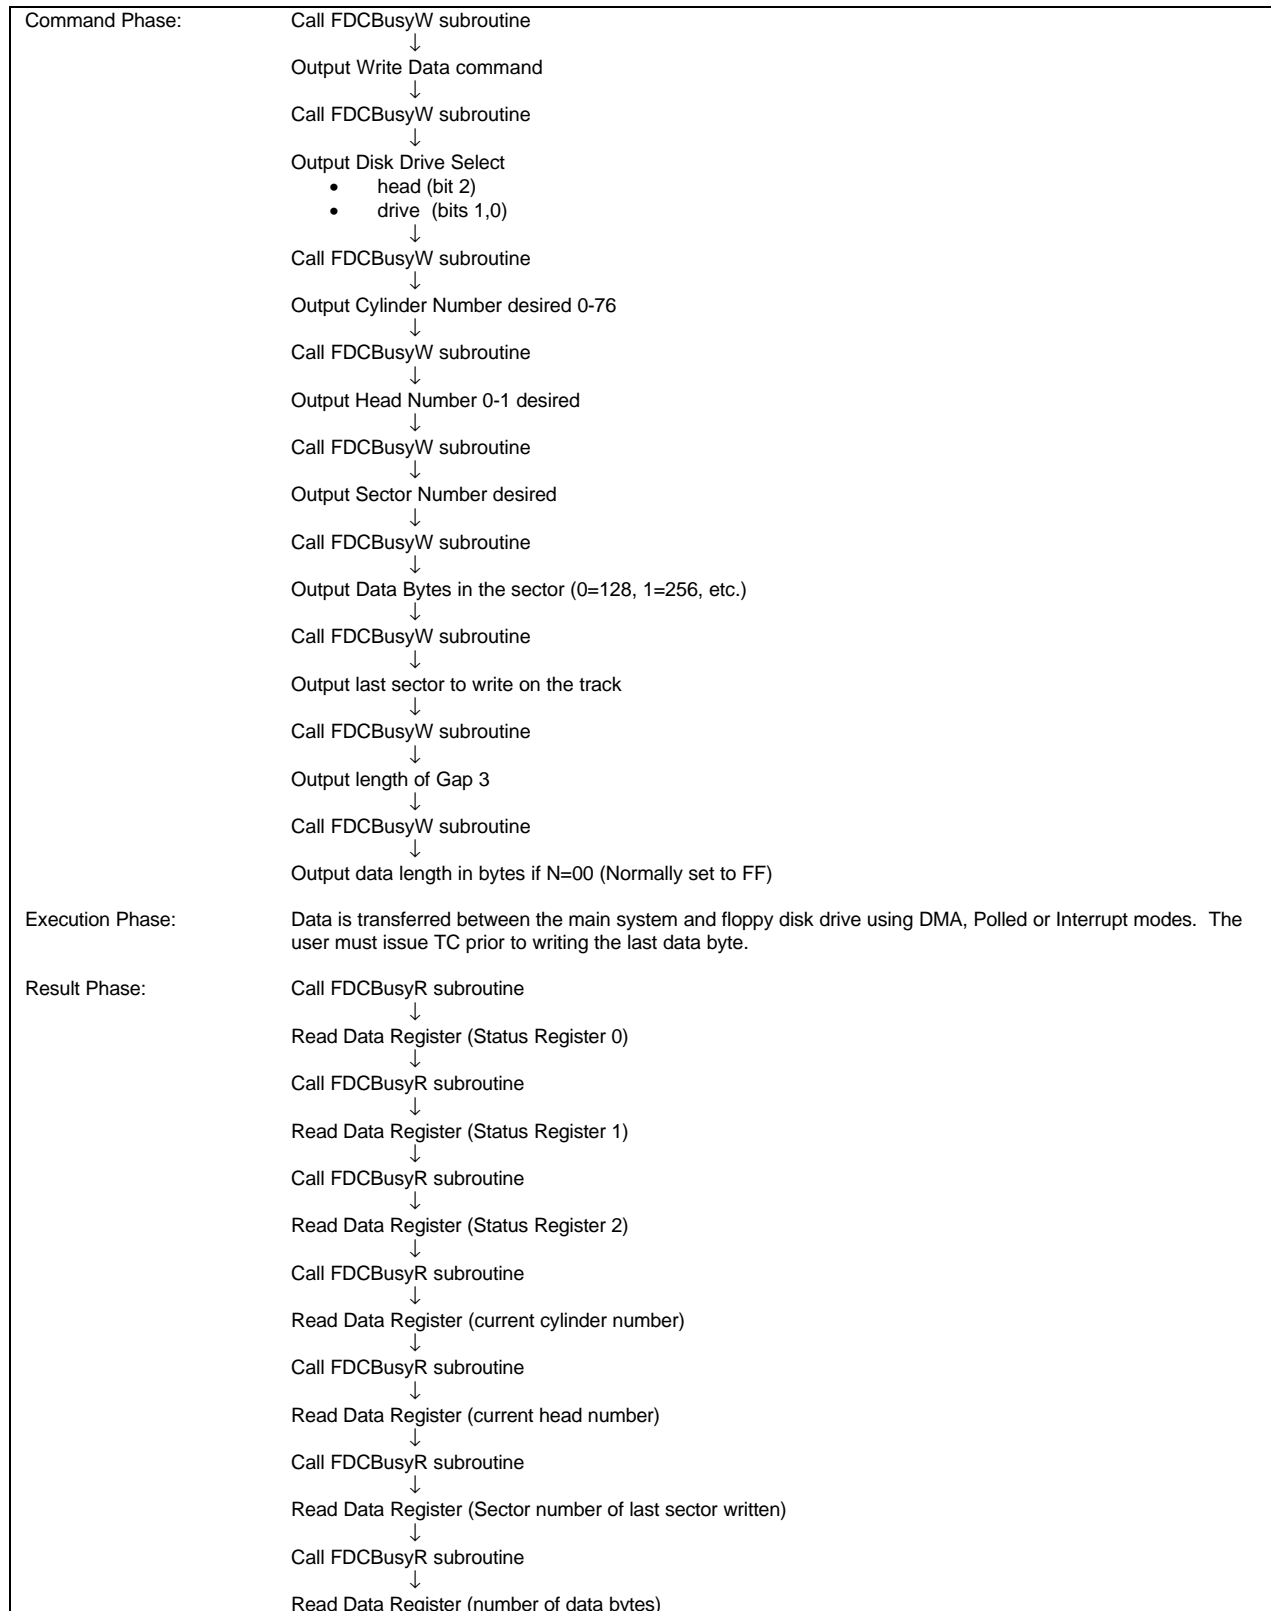 Command Phase: Call FDCBusyW subroutine
↓
Output Write Data command
↓
Call FDCBusyW subroutine
↓
Output Disk Drive Select
• head (bit 2)
• drive (bits 1,0)
↓
Call FDCBusyW subroutine
↓
Output Cylinder Number desired 0-76
↓
Call FDCBusyW subroutine
↓
Output Head Number 0-1 desired
↓
Call FDCBusyW subroutine
↓
Output Sector Number desired
↓
Call FDCBusyW subroutine
↓
Output Data Bytes in the sector (0=128, 1=256, etc.)
↓
Call FDCBusyW subroutine
↓
Output last sector to write on the track
↓
Call FDCBusyW subroutine
↓
Output length of Gap 3
↓
Call FDCBusyW subroutine
↓
Output data length in bytes if N=00 (Normally set to FF)
Execution Phase: Data is transferred between the main system and floppy disk drive using DMA, Polled or Interrupt modes. The
user must issue TC prior to writing the last data byte.
Result Phase: Call FDCBusyR subroutine
↓
Read Data Register (Status Register 0)
↓
Call FDCBusyR subroutine
↓
Read Data Register (Status Register 1)
↓
Call FDCBusyR subroutine
↓
Read Data Register (Status Register 2)
↓
Call FDCBusyR subroutine
↓
Read Data Register (current cylinder number)
↓
Call FDCBusyR subroutine
↓
Read Data Register (current head number)
↓
Call FDCBusyR subroutine
↓
Read Data Register (Sector number of last sector written)
↓
Call FDCBusyR subroutine
↓
Read Data Register (number of data bytes)